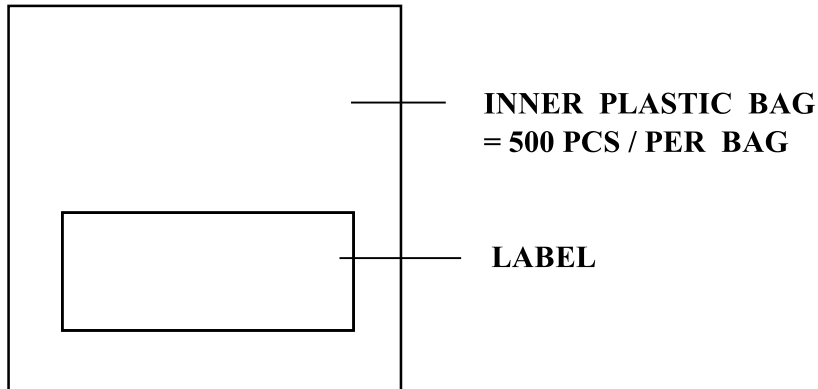 INNER PLASTIC BAG
= 500 PCS / PER BAG
LABEL